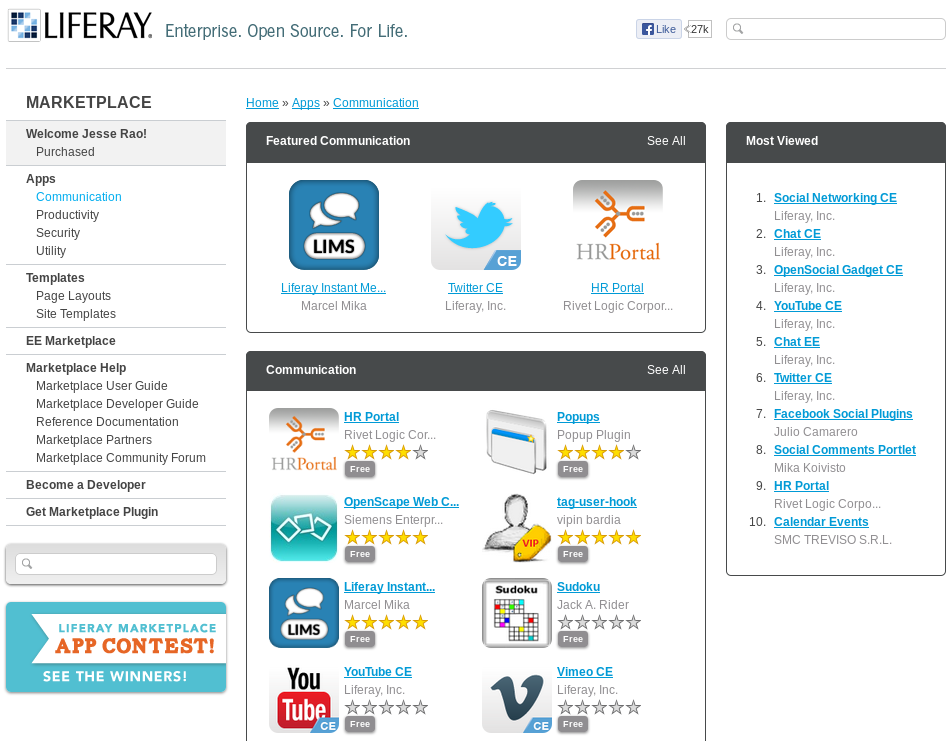 LIFERAY. Enterprise. Open Source. For Life.
Like 27k
MARKETPLACE
Welcome Jesse Rao!
Purchased
Apps
Communication
Productivity
Security
Utility
Templates
Page Layouts
Site Templates
EE Marketplace
Marketplace Help
Marketplace User Guide
Marketplace Developer Guide
Reference Documentation
Marketplace Partners
Marketplace Community Forum
Become a Developer
Get Marketplace Plugin
LIFERAY MARKETPLACE
APP CONTEST!
SEE THE WINNERS!
Home » Apps » Communication
Featured Communication See All
LIMS
Liferay Instant Me...
Marcel Mika
CE
Twitter CE
Liferay, Inc.
HRPortal
HR Portal
Rivet Logic Corpor...
Communication See All
HRPortal
HR Portal
Rivet Logic Cor...
Free
Popups
Popup Plugin
Free
OpenScape Web C...
Siemens Enterpr...
Free
VIP
tag-user-hook
vipin bardia
Free
LIMS
Liferay Instant...
Marcel Mika
Free
Sudoku
Sudoku
Jack A. Rider
Free
You
Tube
CE
YouTube CE
Liferay, Inc.
Free
CE
Vimeo CE
Liferay, Inc.
Free
Most Viewed
1. Social Networking CE
Liferay, Inc.
2. Chat CE
Liferay, Inc.
3. OpenSocial Gadget CE
Liferay, Inc.
4. YouTube CE
Liferay, Inc.
5. Chat EE
Liferay, Inc.
6. Twitter CE
Liferay, Inc.
7. Facebook Social Plugins
Julio Camarero
8. Social Comments Portlet
Mika Koivisto
9. HR Portal
Rivet Logic Corpo...
10. Calendar Events
SMC TREVISO S.R.L.